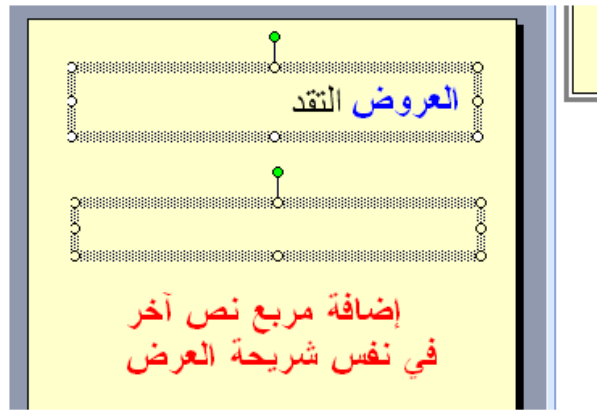 العروض التقد
إضافة مربع نص آخر
في نفس شريحة العرض